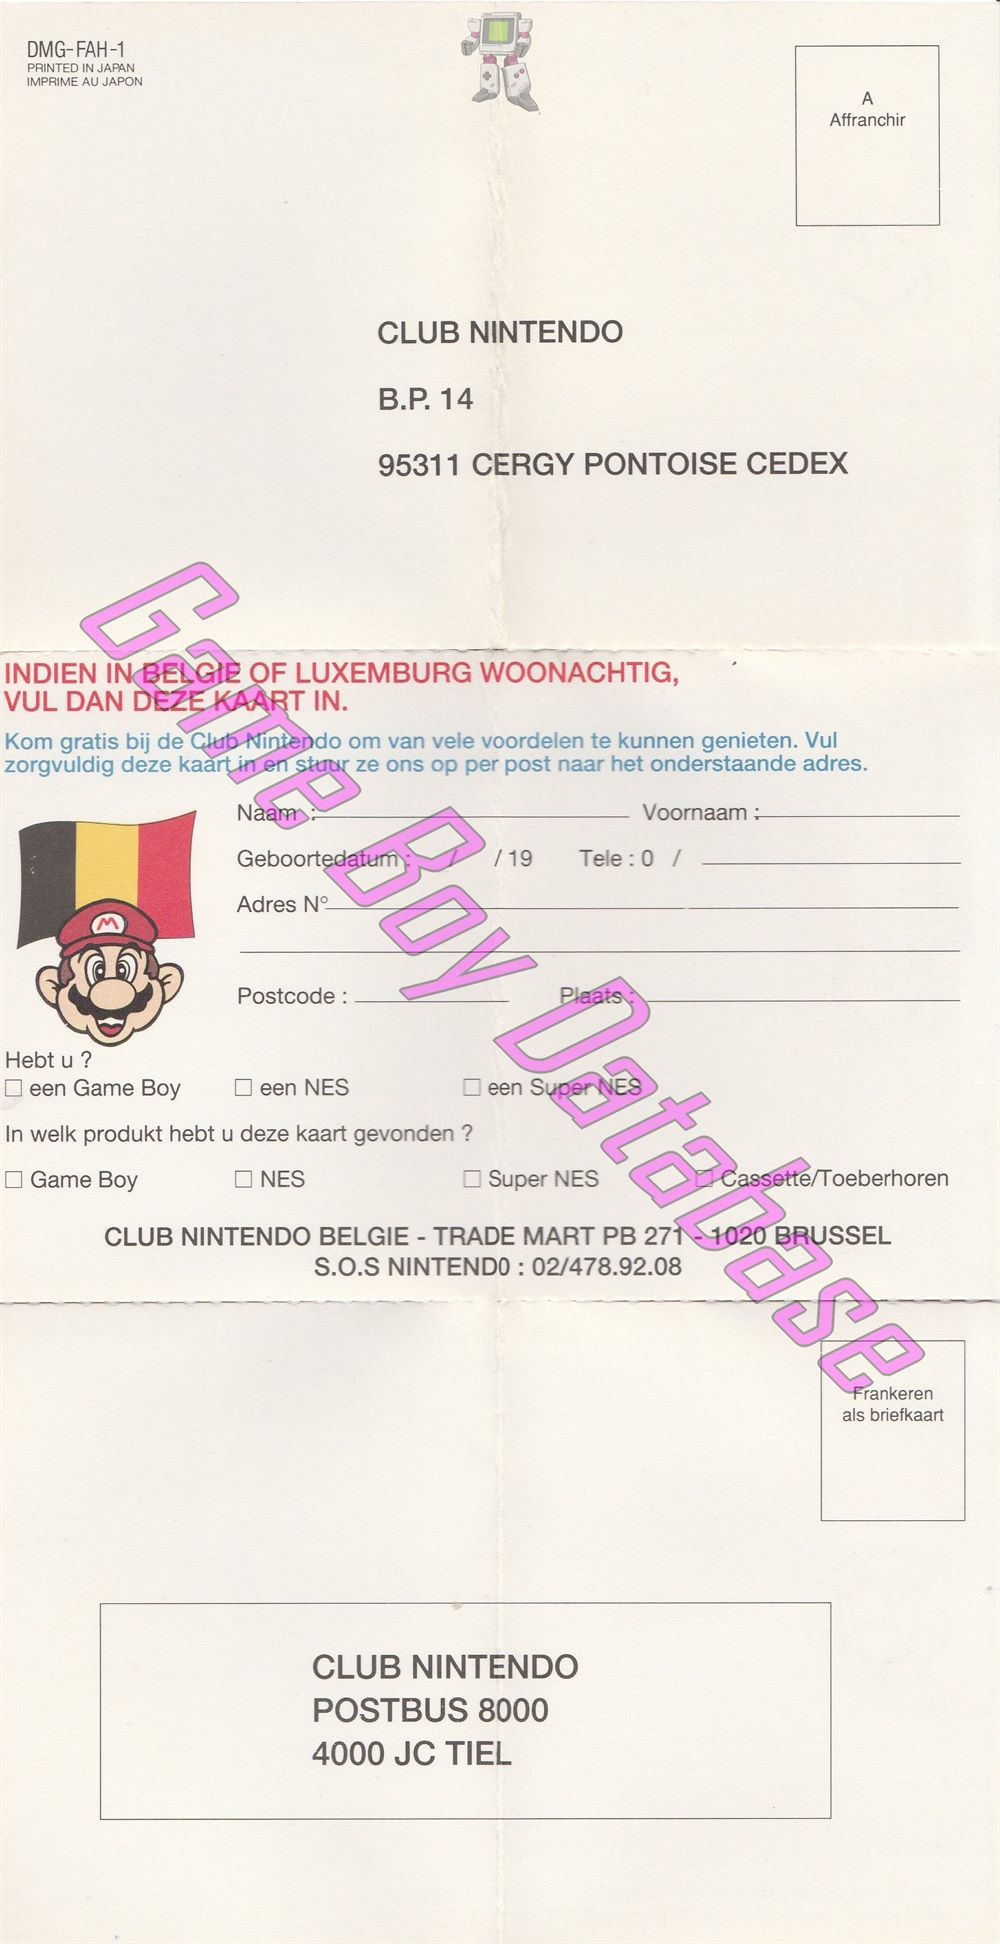 DMG-FAH-1
PRINTED IN JAPAN
IMPRIME AU JAPON
A
Affranchir
CLUB NINTENDO
B.P. 14
95311 CERGY PONTOISE CEDEX
INDIEN IN BELGIE OF LUXEMBURG WOONACHTIG,
VUL DAN DEZE KAART IN.
Kom gratis bij de Club Nintendo om van vele voordelen te kunnen genieten. Vul
zorgvuldig deze kaart in en stuur ze ons op per post naar het onderstaande adres.
Naam : Voornaam :
Geboortedatum : / / 19 Tele : 0 /
Adres N°
Postcode : Plaats :
M
Hebt u ?
een Game Boy een NES een Super NES
In welk produkt hebt u deze kaart gevonden ?
Game Boy NES Super NES Cassette/Toeberhoren
CLUB NINTENDO BELGIE - TRADE MART PB 271 - 1020 BRUSSEL
S.O.S NINTENDO : 02/478.92.08
Frankeren
als briefkaart
CLUB NINTENDO
POSTBUS 8000
4000 JC TIEL
Game Boy Database